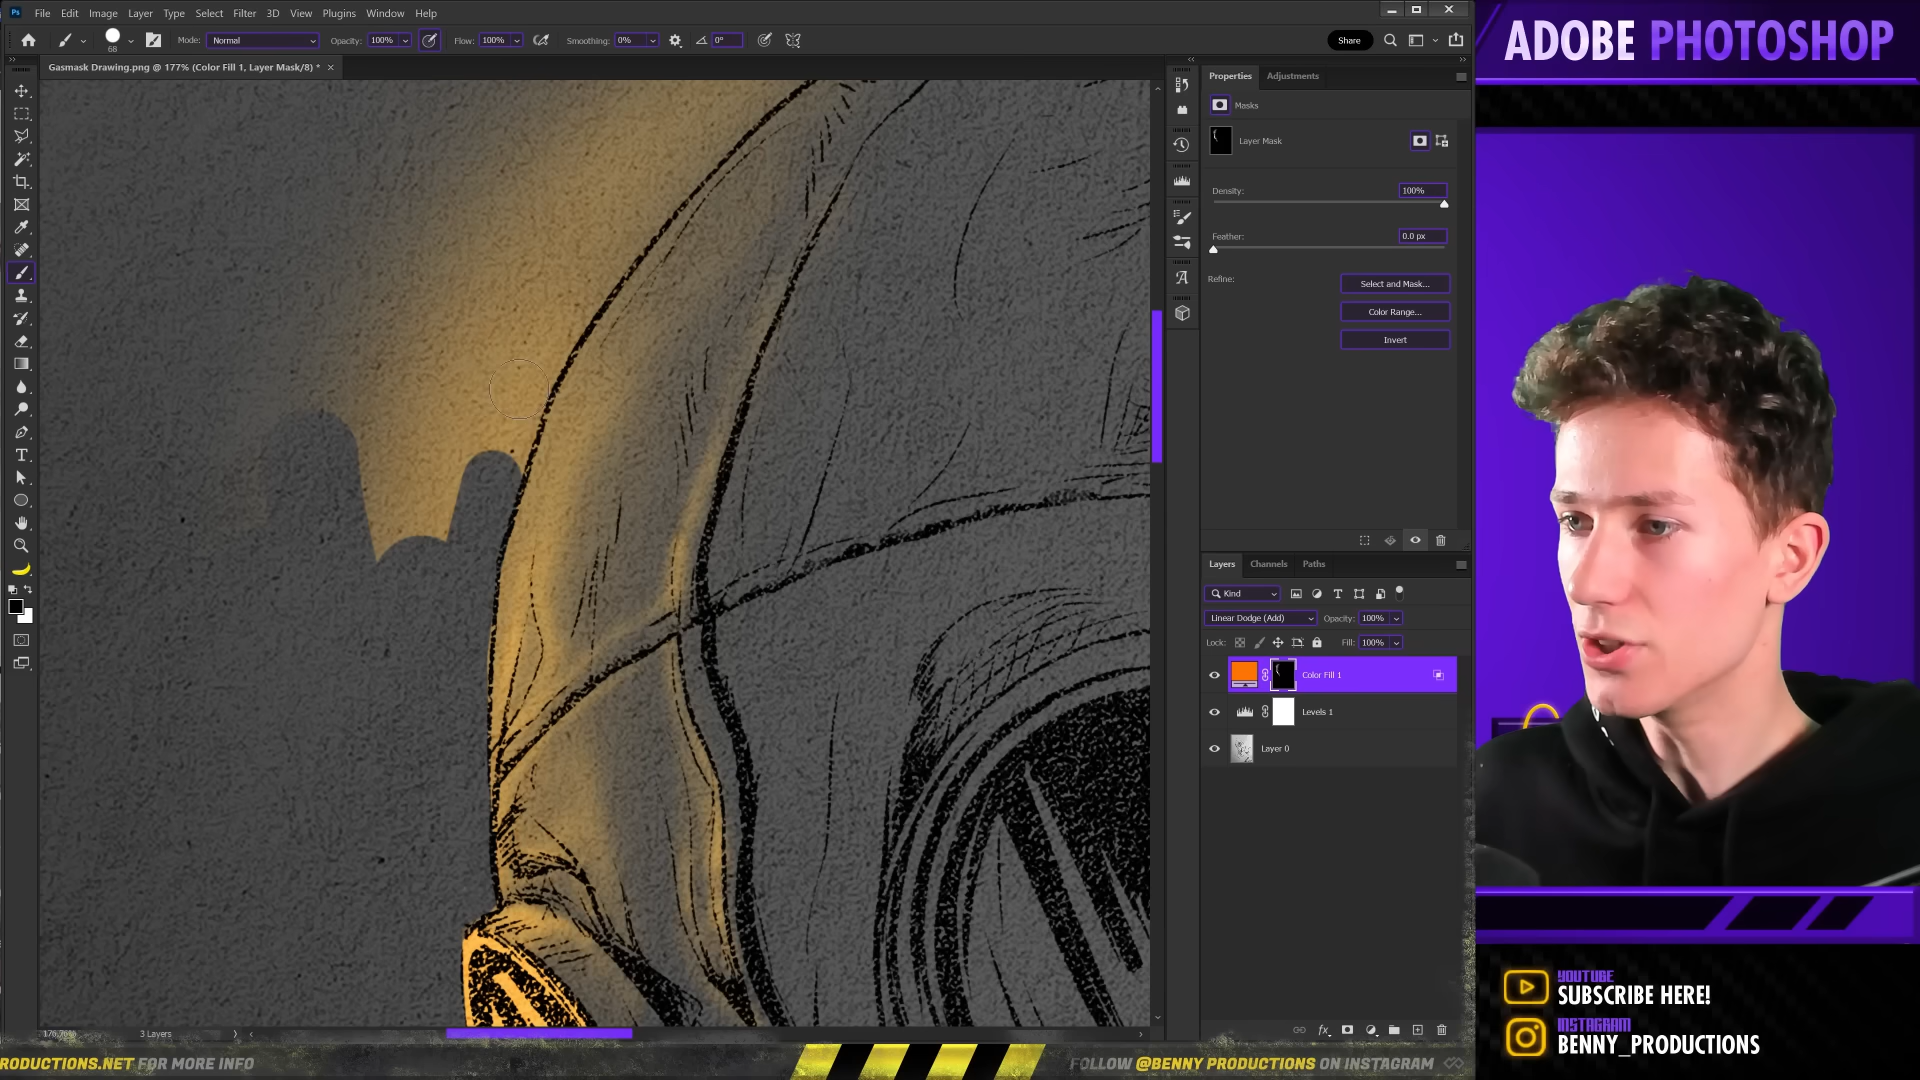 Ps File Edit Image Layer Type Select Filter 3D View Plugins Window Help
68 Mode: Normal Opacity: 100% Flow: 100% Smoothing: 0% 0° Share
Gasmask Drawing.png @ 177% (Color Fill 1, Layer Mask/8) *
ADOBE PHOTOSHOP
Properties Adjustments
Masks
Layer Mask
Density: 100%
Feather: 0.0 px
Refine: Select and Mask...
Color Range...
Invert
Layers Channels Paths
Kind
Linear Dodge (Add) Opacity: 100%
Lock: Fill: 100%
Color Fill 1
Levels 1
Layer 0
fx
3 Layers
YOUTUBE
SUBSCRIBE HERE!
INSTAGRAM
BENNY_PRODUCTIONS
RODUCTIONS.NET FOR MORE INFO
FOLLOW @BENNY PRODUCTIONS ON INSTAGRAM